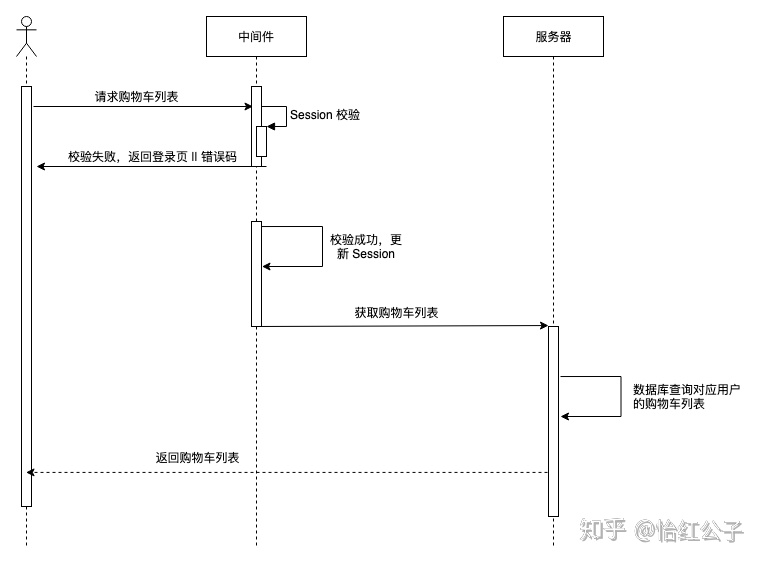 中间件
服务器
请求购物车列表
Session 校验
校验失败，返回登录页 || 错误码
校验成功，更
新 Session
获取购物车列表
数据库查询对应用户
的购物车列表
返回购物车列表
知乎 @怡红公子